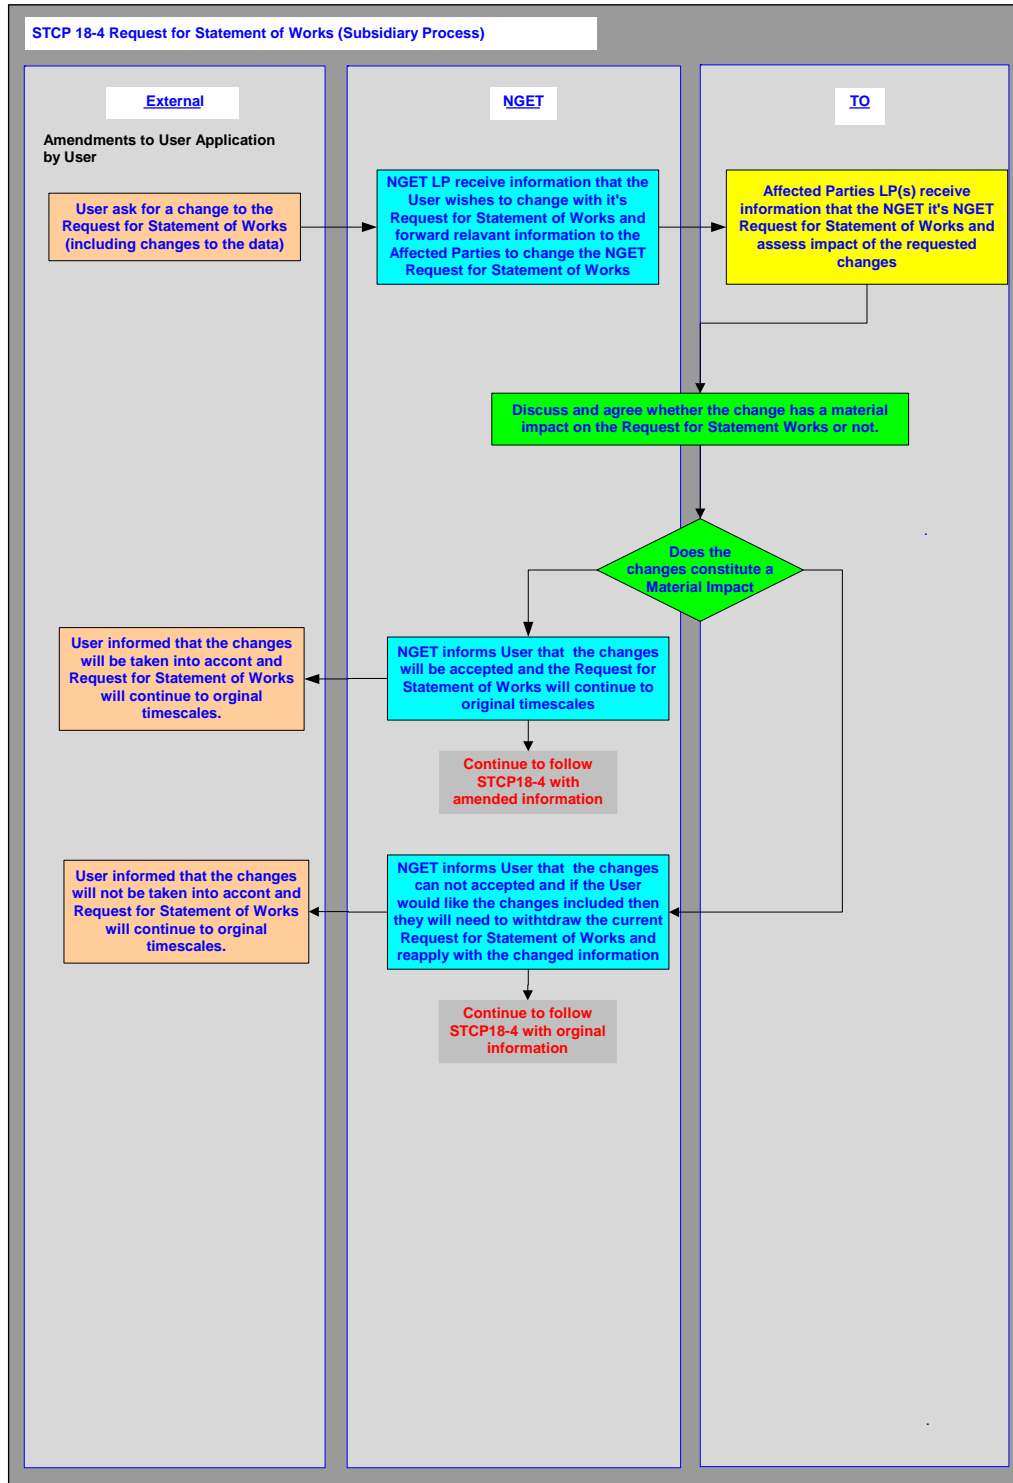 STCP 18-4 Request for Statement of Works (Subsidiary Process)
External
NGET
TO
Amendments to User Application
by User
User ask for a change to the
Request for Statement of Works
(including changes to the data)
NGET LP receive information that the
User wishes to change with it's
Request for Statement of Works and
forward relavant information to the
Affected Parties to change the NGET
Request for Statement of Works
Affected Parties LP(s) receive
information that the NGET it's NGET
Request for Statement of Works and
assess impact of the requested
changes
Discuss and agree whether the change has a material
impact on the Request for Statement Works or not.
Does the
changes constitute a
Material Impact
User informed that the changes
will be taken into accont and
Request for Statement of Works
will continue to orginal
timescales.
NGET informs User that  the changes
will be accepted and the Request for
Statement of Works will continue to
original timescales
Continue to follow
STCP18-4 with
amended information
User informed that the changes
will not be taken into accont and
Request for Statement of Works
will continue to orginal
timescales.
NGET informs User that  the changes
can not accepted and if the User
would like the changes included then
they will need to withdraw the current
Request for Statement of Works and
reapply with the changed information
Continue to follow
STCP18-4 with orginal
information